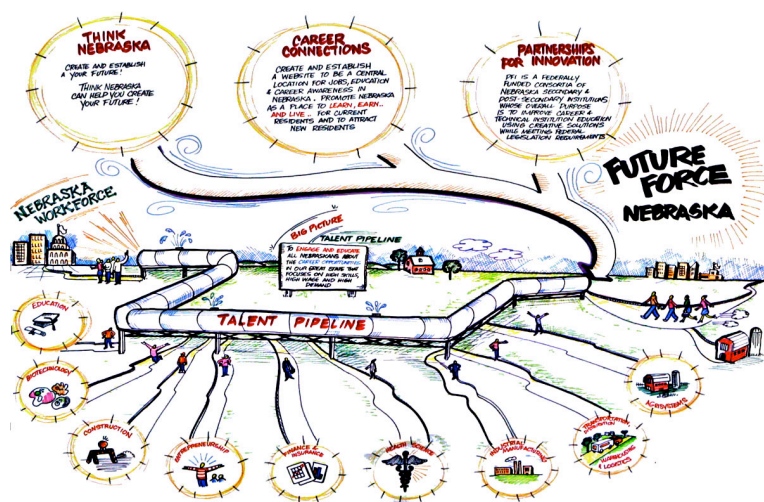 THINK
NEBRASKA
CREATE AND ESTABLISH
A YOUR FUTURE!
THINK NEBRASKA
CAN HELP YOU CREATE
YOUR FUTURE!
CAREER
CONNECTIONS
CREATE AND ESTABLISH
A WEBSITE TO BE A CENTRAL
LOCATION FOR JOBS, EDUCATION
& CAREER AWARENESS IN
NEBRASKA. PROMOTE NEBRASKA
AS A PLACE TO LEARN, EARN..
AND LIVE.. FOR CURRENT
RESIDENTS AND TO ATTRACT
NEW RESIDENTS
PARTNERSHIPS
FOR INNOVATION
PFI IS A FEDERALLY
FUNDED CONSORTIA OF
NEBRASKA SECONDARY &
POST-SECONDARY INSTITUTIONS
WHOSE OVERALL PURPOSE
IS TO IMPROVE CAREER &
TECHNICAL INSTITUTION EDUCATION
USING CREATIVE SOLUTIONS
WHILE MEETING FEDERAL
LEGISLATION REQUIREMENTS
FUTURE
FORCE
NEBRASKA
NEBRASKA
WORKFORCE
BIG PICTURE
TALENT PIPELINE
TO ENGAGE AND EDUCATE
ALL NEBRASKANS ABOUT
THE CAREER OPPORTUNITIES
IN OUR GREAT STATE THAT
FOCUSES ON HIGH SKILLS,
HIGH WAGE AND HIGH
DEMAND
TALENT PIPELINE
EDUCATION
BIOTECHNOLOGY
CONSTRUCTION
ENTREPRENEURSHIP
FINANCE &
INSURANCE
HEALTH SCIENCE
INDUSTRIAL
MANUFACTURING
TRANSPORTATION
DISTRIBUTION
WAREHOUSING
& LOGISTICS
AGRISYSTEMS